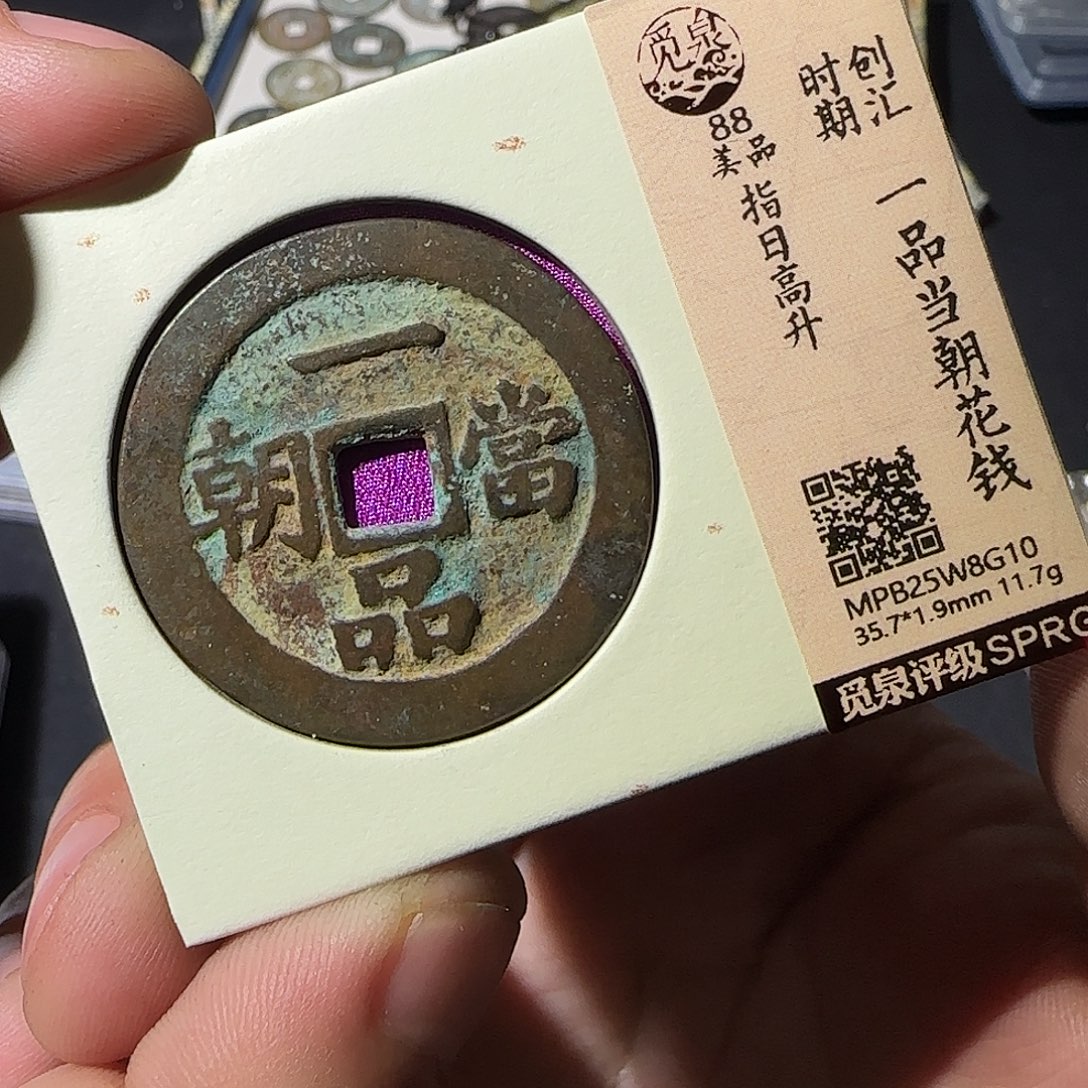 一
品
當
朝
觅泉
创汇
时期
一品当朝花钱
88
美品
指日高升
MPB25W8G10
35.7*1.9mm 11.7g
觅泉评级SPRG